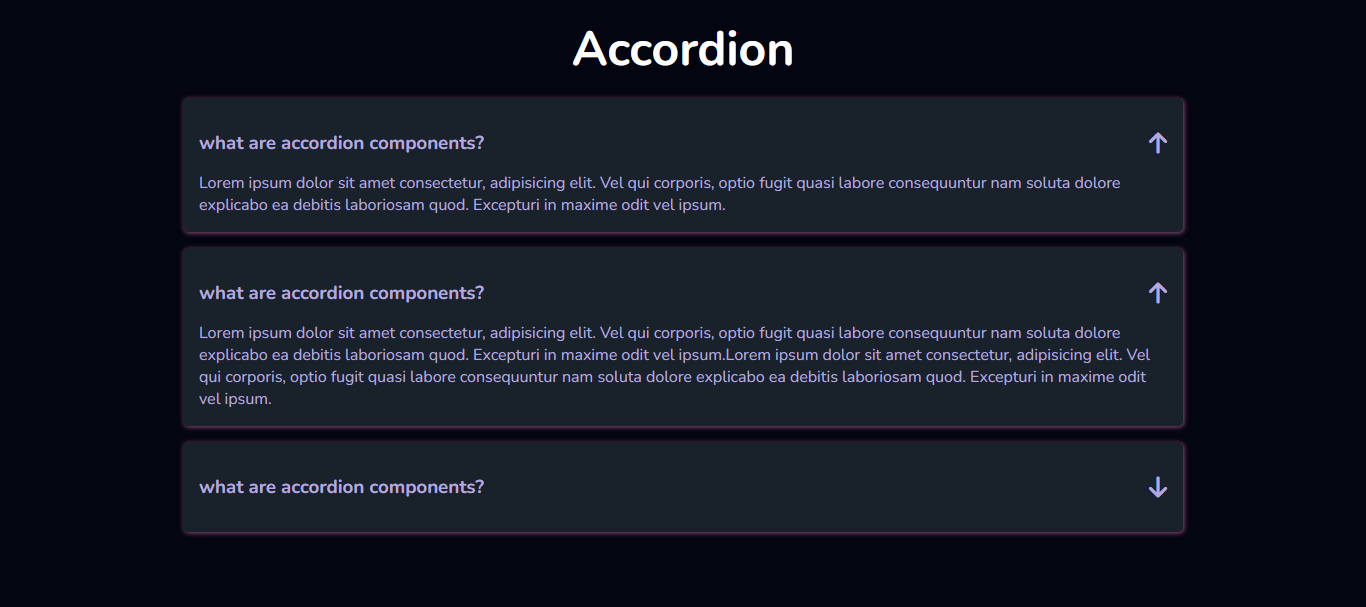 Accordion
what are accordion components?
Lorem ipsum dolor sit amet consectetur, adipisicing elit. Vel qui corporis, optio fugit quasi labore consequuntur nam soluta dolore
explicabo ea debitis laboriosam quod. Excepturi in maxime odit vel ipsum.
what are accordion components?
Lorem ipsum dolor sit amet consectetur, adipisicing elit. Vel qui corporis, optio fugit quasi labore consequuntur nam soluta dolore
explicabo ea debitis laboriosam quod. Excepturi in maxime odit vel ipsum.Lorem ipsum dolor sit amet consectetur, adipisicing elit. Vel
qui corporis, optio fugit quasi labore consequuntur nam soluta dolore explicabo ea debitis laboriosam quod. Excepturi in maxime odit
vel ipsum.
what are accordion components?